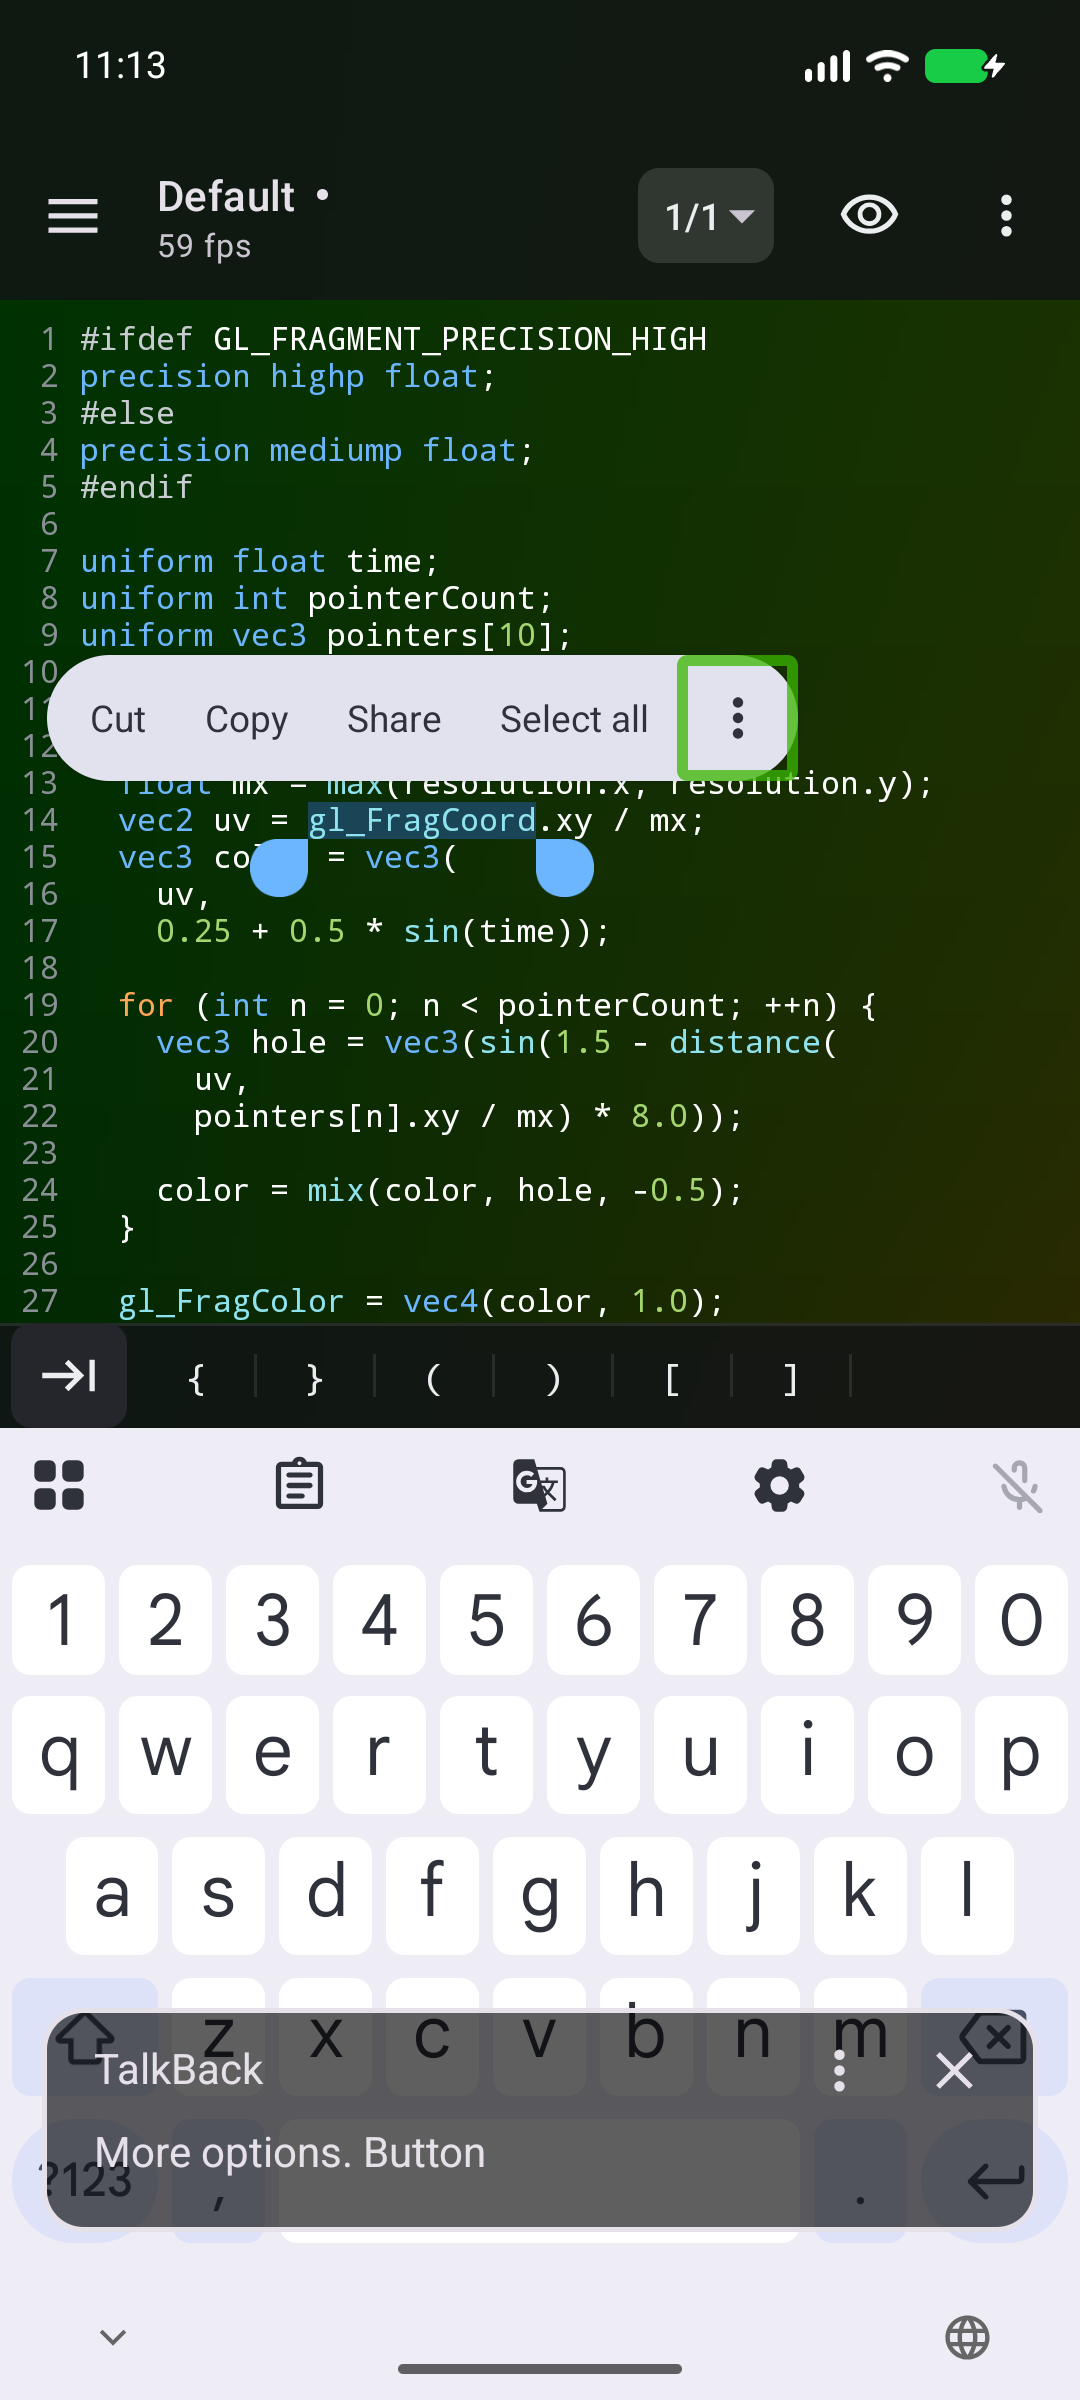 11:13
Default •
59 fps
1/1
1 #ifdef GL_FRAGMENT_PRECISION_HIGH
2 precision highp float;
3 #else
4 precision mediump float;
5 #endif
6
7 uniform float time;
8 uniform int pointerCount;
9 uniform vec3 pointers[10];
10
Cut Copy Share Select all
12
13 float mx = max(resolution.x, resolution.y);
14 vec2 uv = gl_FragCoord.xy / mx;
15 vec3 co = vec3(
16 uv,
17 0.25 + 0.5 * sin(time));
18
19 for (int n = 0; n < pointerCount; ++n) {
20 vec3 hole = vec3(sin(1.5 - distance(
21 uv,
22 pointers[n].xy / mx) * 8.0));
23
24 color = mix(color, hole, -0.5);
25 }
26
27 gl_FragColor = vec4(color, 1.0);
{ } ( ) [ ]
1 2 3 4 5 6 7 8 9 0
q w e r t y u i o p
a s d f g h j k l
z x c v b n m
TalkBack
More options. Button
?123 , .